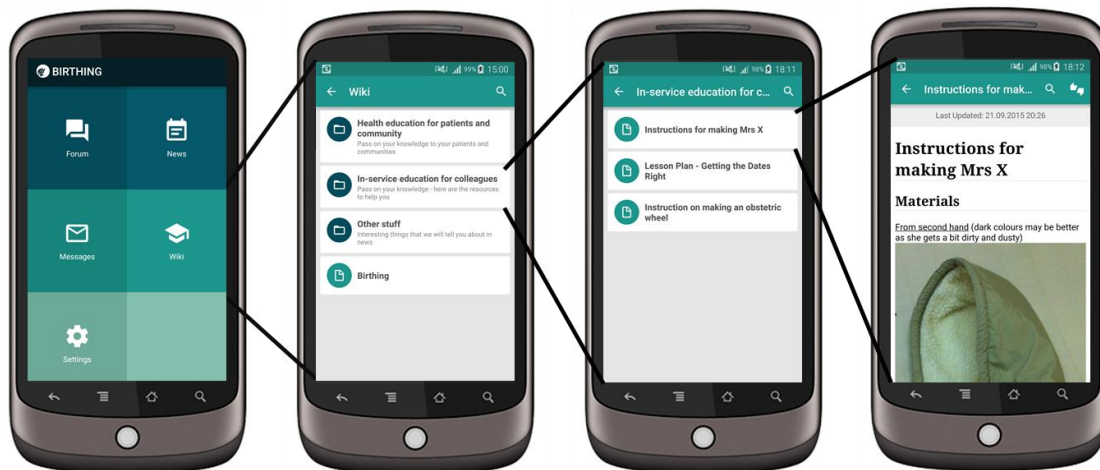 BIRTHING
Forum
News
Messages
Wiki
Settings
99% 15:00
Wiki
Health education for patients and
community
Pass on your knowledge to your patients and
communities
In-service education for colleagues
Pass on your knowledge - here are the resources
to help you
Other stuff
Interesting things that we will tell you about in
news
Birthing
98% 18:11
In-service education for c...
Instructions for making Mrs X
Lesson Plan - Getting the Dates
Right
Instruction on making an obstetric
wheel
98% 18:12
Instructions for mak...
Last Updated: 21.09.2015 20:26
Instructions for
making Mrs X
Materials
From second hand (dark colours may be better
as she gets a bit dirty and dusty)